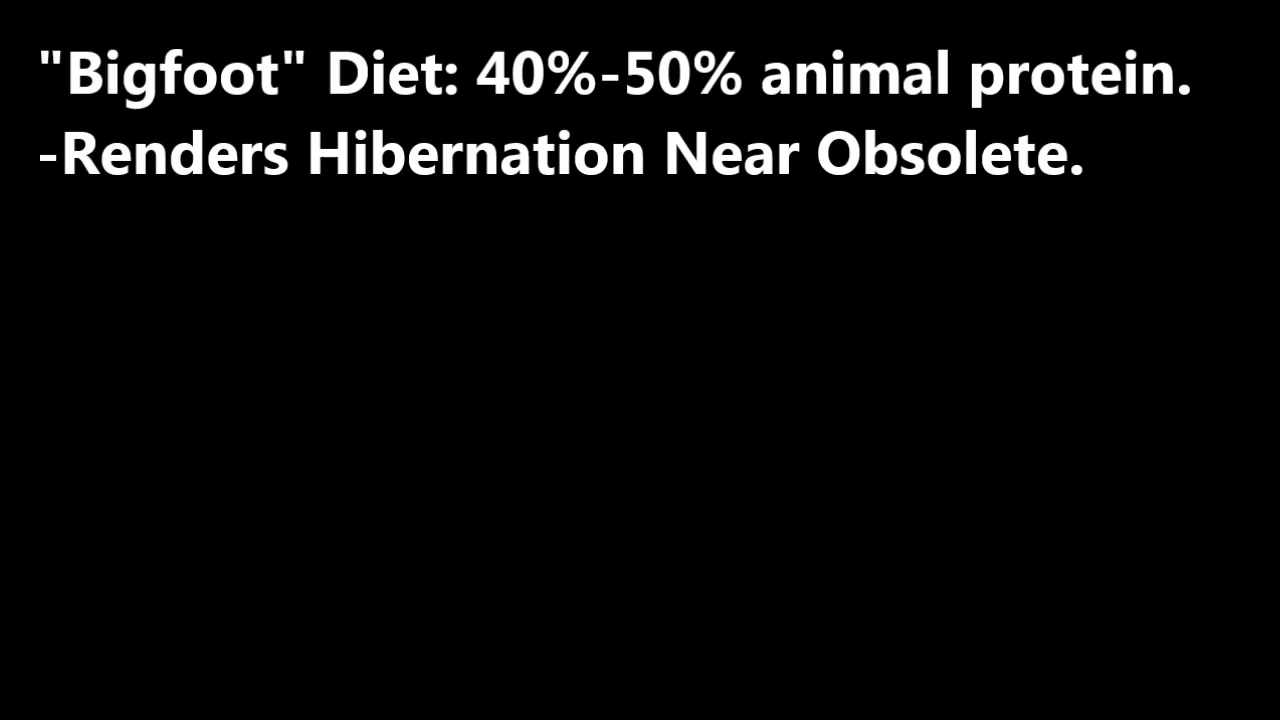 "Bigfoot" Diet: 40%-50% animal protein.
-Renders Hibernation Near Obsolete.